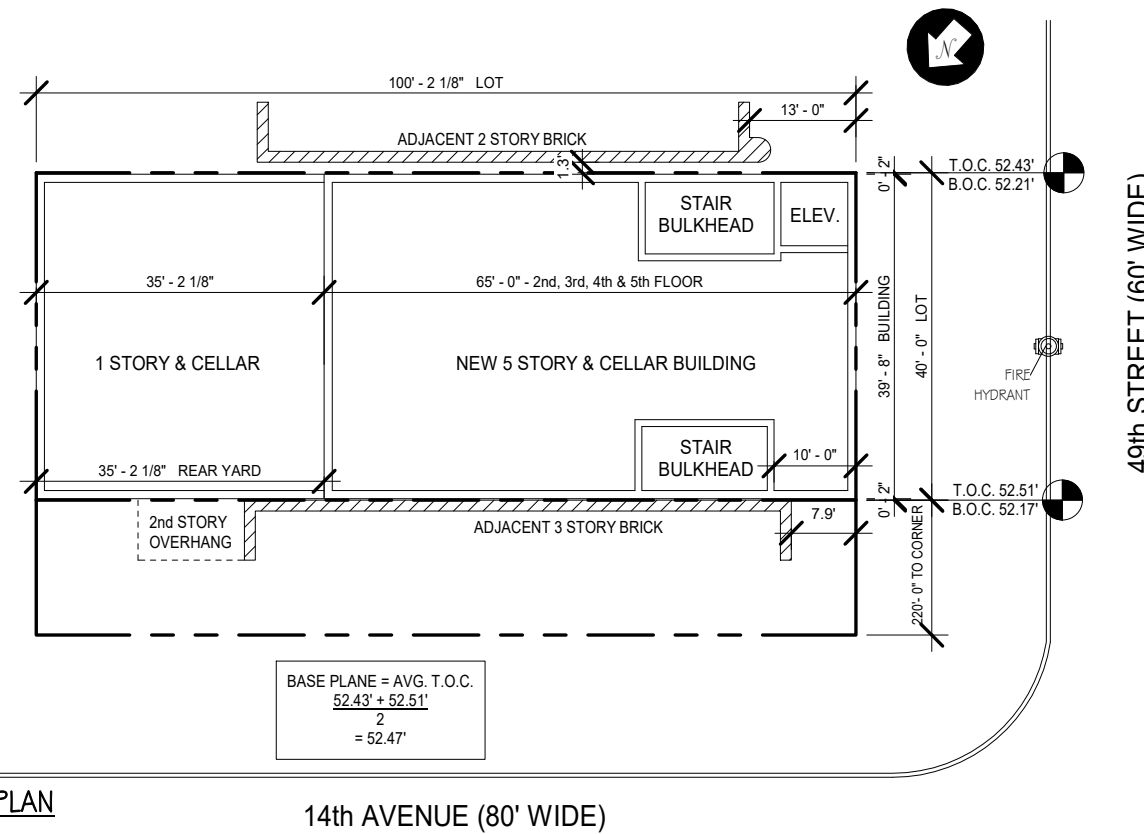 N
100' - 2 1/8" LOT
13' - 0"
ADJACENT 2 STORY BRICK
1.3'
0' - 2"
T.O.C. 52.43'
B.O.C. 52.21'
STAIR
BULKHEAD
ELEV.
35' - 2 1/8"
65' - 0" - 2nd, 3rd, 4th & 5th FLOOR
39' - 8" BUILDING
40' - 0" LOT
1 STORY & CELLAR
NEW 5 STORY & CELLAR BUILDING
FIRE
HYDRANT
49th STREET (60' WIDE)
STAIR
BULKHEAD
10' - 0"
35' - 2 1/8" REAR YARD
0' - 2"
T.O.C. 52.51'
B.O.C. 52.17'
2nd STORY
OVERHANG
ADJACENT 3 STORY BRICK
7.9'
220'- 0" TO CORNER
BASE PLANE = AVG. T.O.C.
52.43' + 52.51'
2
= 52.47'
PLAN
14th AVENUE (80' WIDE)